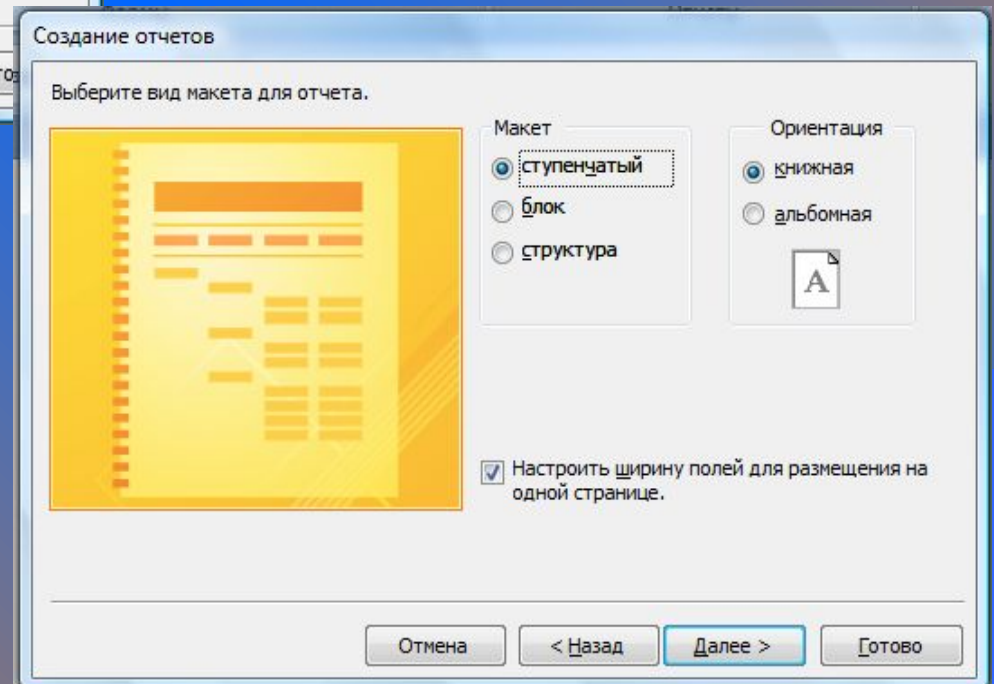 Создание отчетов
Выберите вид макета для отчета.
Макет
ступенчатый
блок
структура
Ориентация
книжная
альбомная
A
Настроить ширину полей для размещения на
одной странице.
Отмена
< Назад
Далее >
Готово